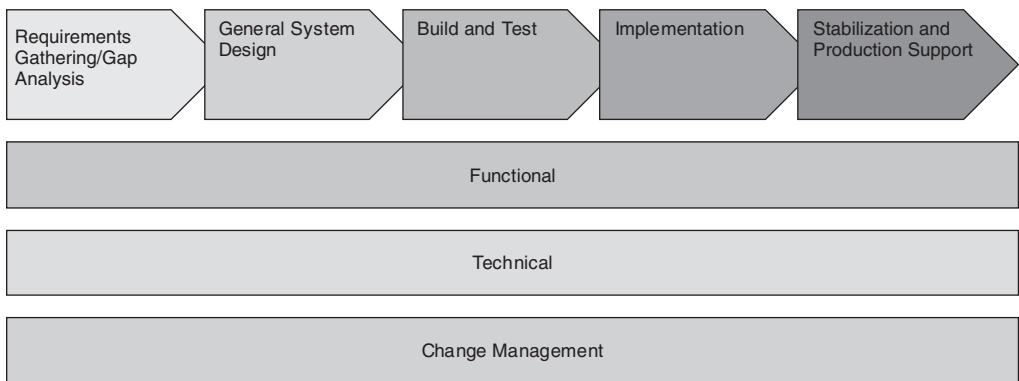 Requirements
Gathering/Gap
Analysis
General System
Design
Build and Test
Implementation
Stabilization and
Production Support
Functional
Technical
Change Management